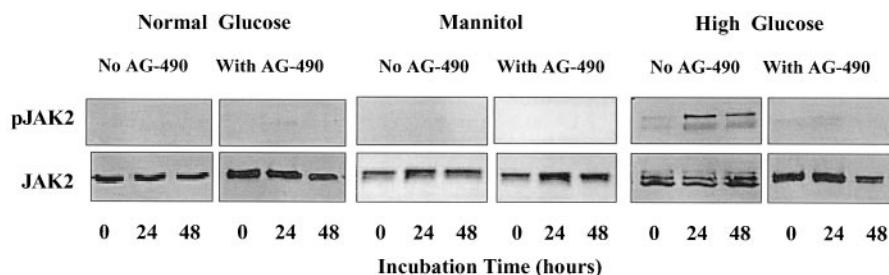 Normal Glucose Mannitol High Glucose
No AG-490 With AG-490 No AG-490 With AG-490 No AG-490 With AG-490
pJAK2
JAK2
0 24 48 0 24 48 0 24 48 0 24 48 0 24 48 0 24 48
Incubation Time (hours)